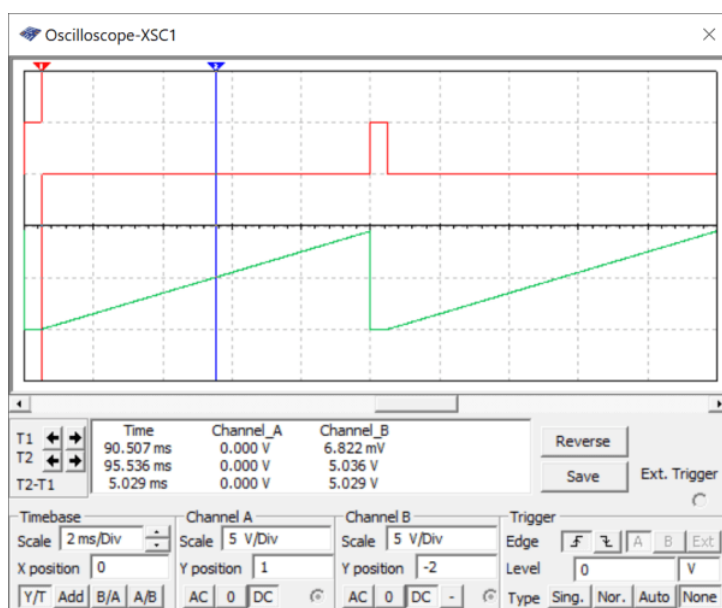 Oscilloscope-XSC1
1
2
Time Channel_A Channel_B
T1 90.507 ms 0.000 V 6.822 mV
T2 95.536 ms 0.000 V 5.036 V
T2-T1 5.029 ms 0.000 V 5.029 V
Reverse
Save
Ext. Trigger
Timebase
Scale 2 ms/Div
X position 0
Y/T Add B/A A/B
Channel A
Scale 5 V/Div
Y position 1
AC 0 DC
Channel B
Scale 5 V/Div
Y position -2
AC 0 DC -
Trigger
Edge A B Ext
Level 0 V
Type Sing. Nor. Auto None